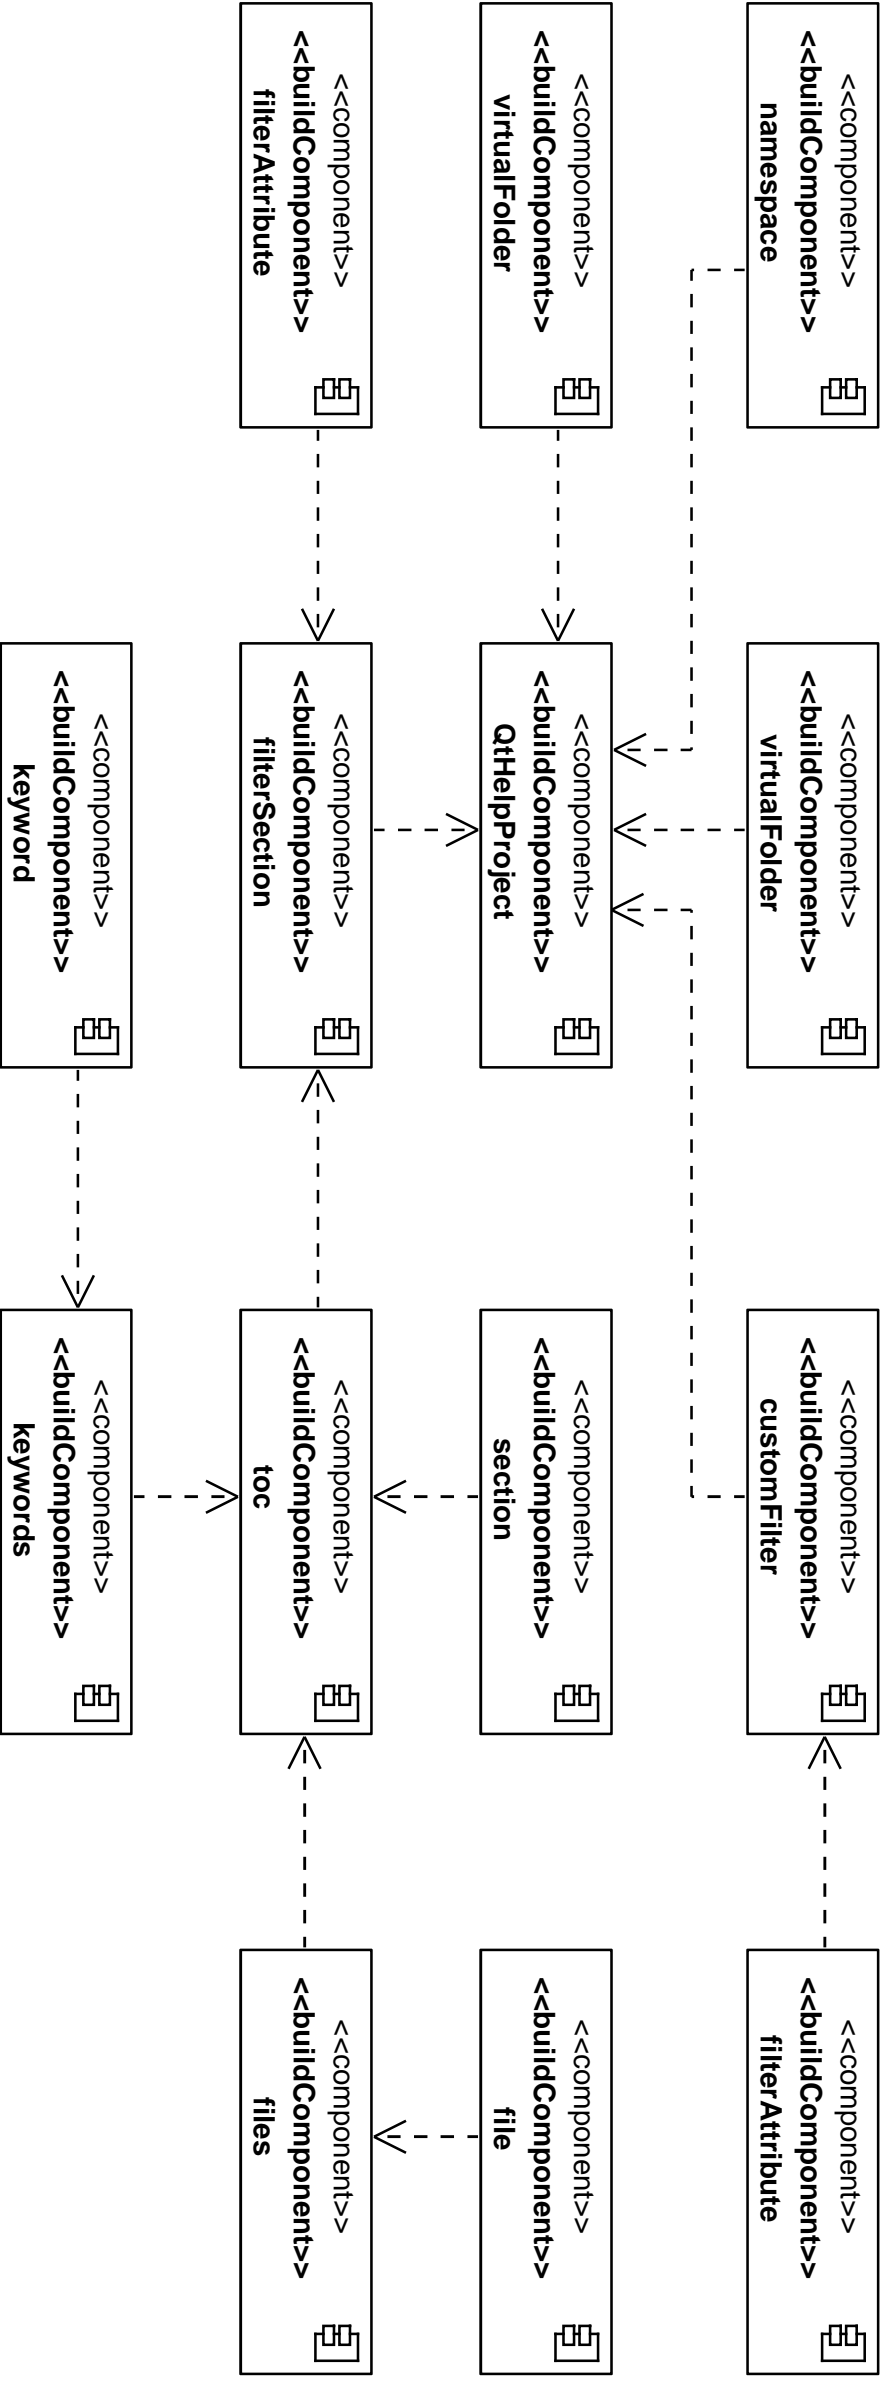 <<component>>
<<buildComponent>>
namespace
<<component>>
<<buildComponent>>
virtualFolder
<<component>>
<<buildComponent>>
customFilter
<<component>>
<<buildComponent>>
filterAttribute
<<component>>
<<buildComponent>>
virtualFolder
<<component>>
<<buildComponent>>
QtHelpProject
<<component>>
<<buildComponent>>
section
<<component>>
<<buildComponent>>
file
<<component>>
<<buildComponent>>
filterAttribute
<<component>>
<<buildComponent>>
filterSection
<<component>>
<<buildComponent>>
toc
<<component>>
<<buildComponent>>
files
<<component>>
<<buildComponent>>
keyword
<<component>>
<<buildComponent>>
keywords